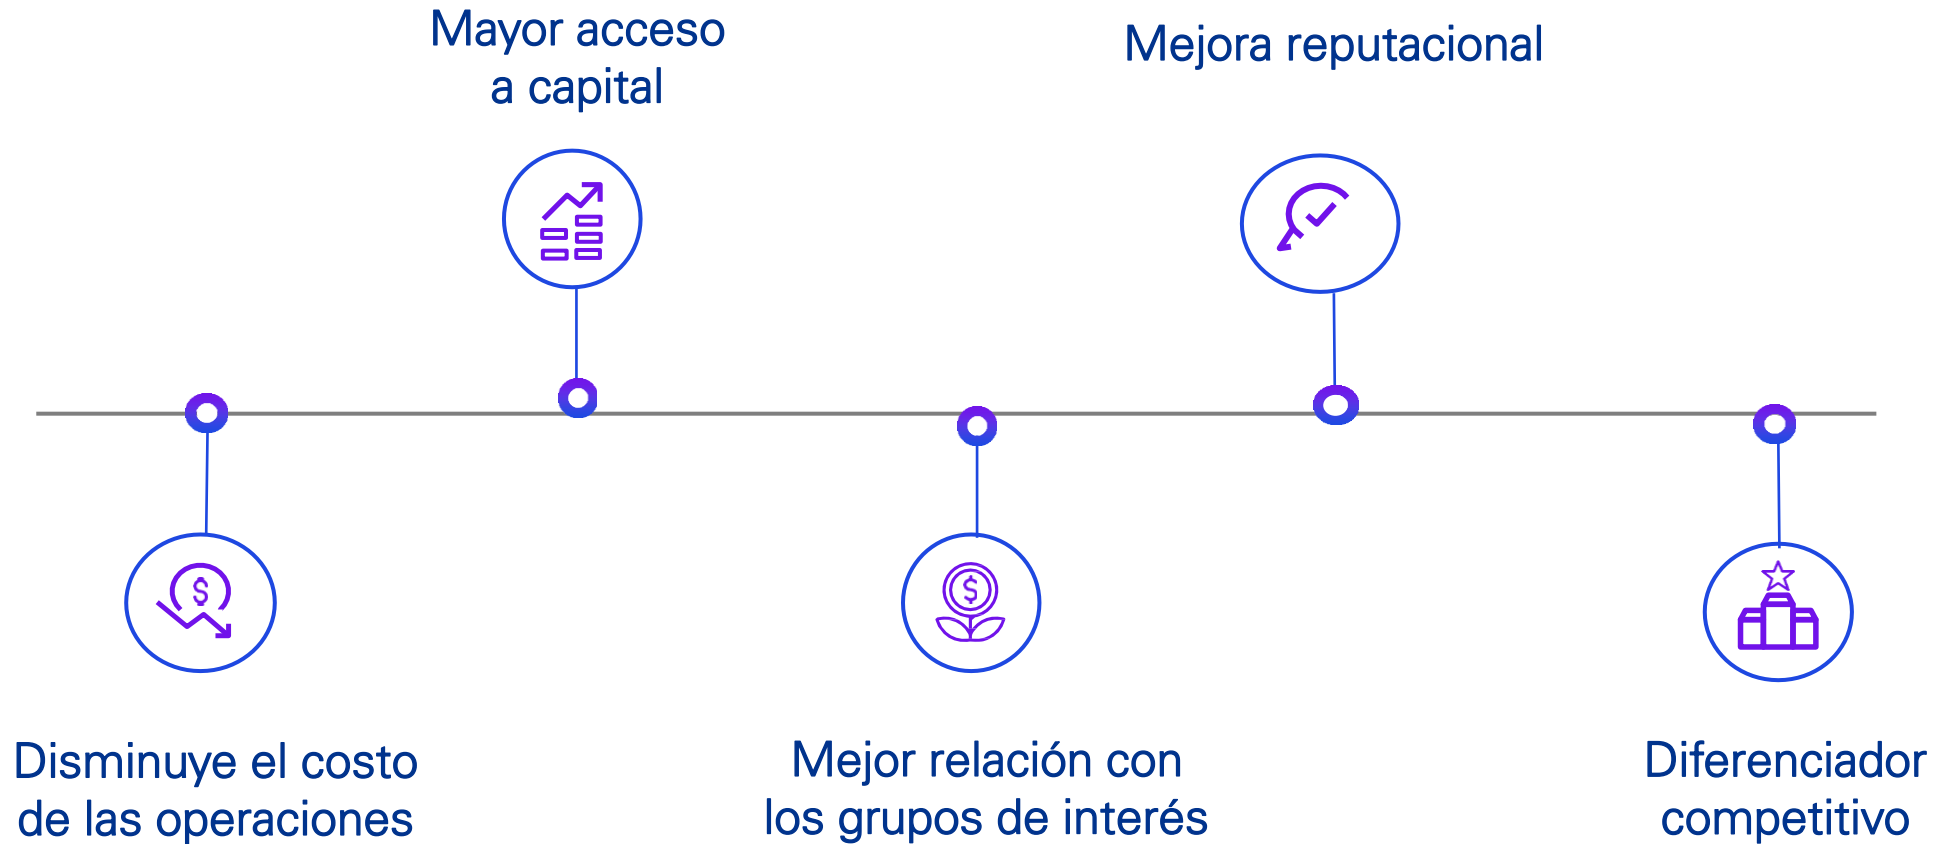 Mayor acceso
a capital
Mejora reputacional
$
$
Disminuye el costo
de las operaciones
Mejor relación con
los grupos de interés
Diferenciador
competitivo